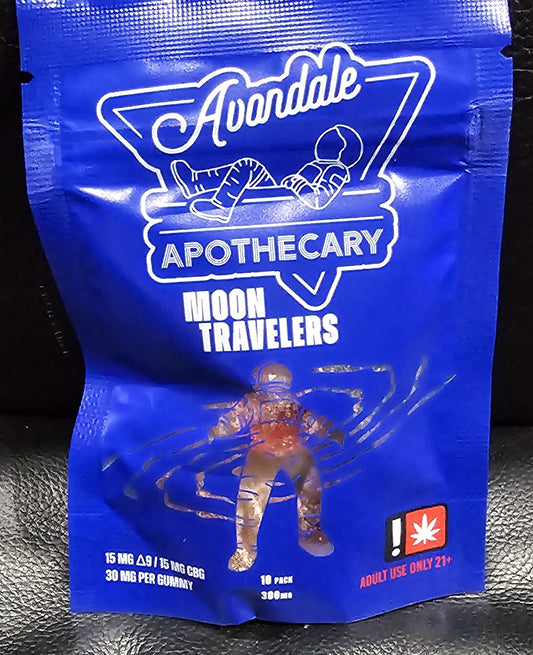 Avondale
APOTHECARY
MOON
TRAVELERS
15 MG Δ9 / 15 MG CBG
30 MG PER GUMMY
10 PACK
300MG
!
ADULT USE ONLY 21+